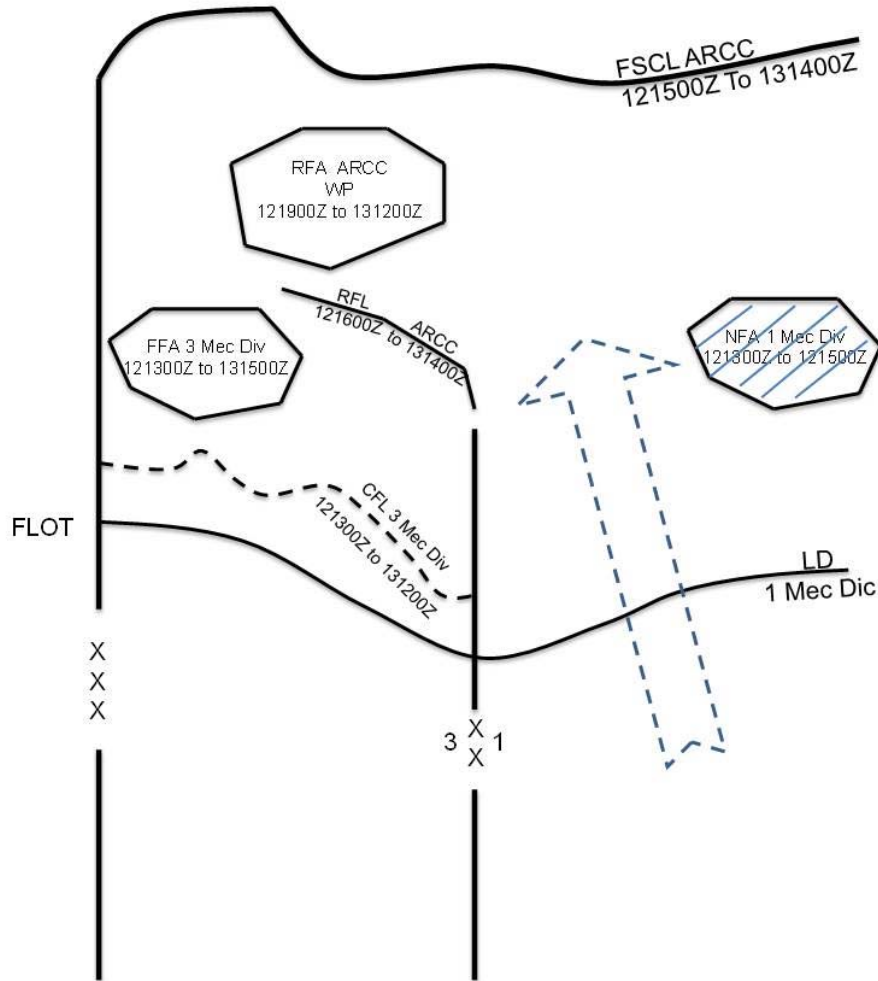 FSCL ARCC
121500Z To 131400Z
RFA ARCC
WP
121900Z to 131200Z
RFL ARCC
121600Z to 131400Z
FFA 3 Mec Div
121300Z to 131500Z
NFA 1 Mec Div
121300Z to 121500Z
CFL 3 Mec Div
121300Z to 131200Z
FLOT
LD
1 Mec Dic
X
X
X
3 X 1
X